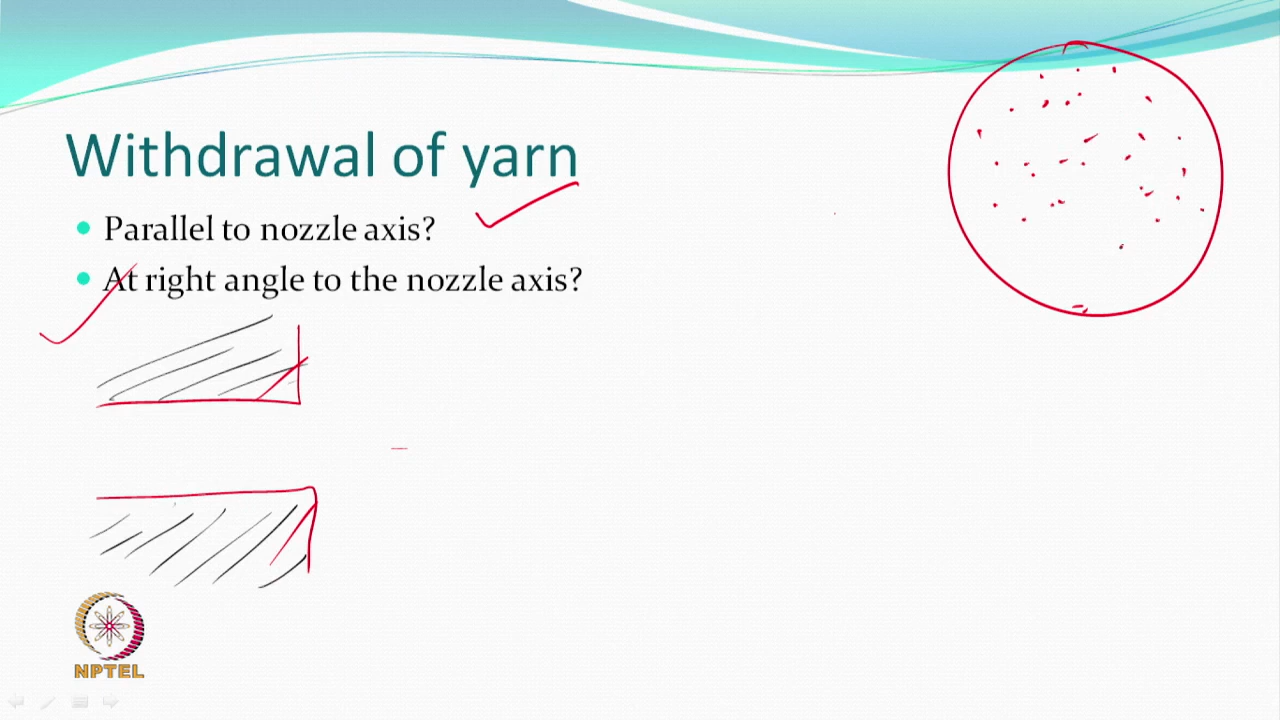 Withdrawal of yarn
Parallel to nozzle axis?
At right angle to the nozzle axis?
NPTEL